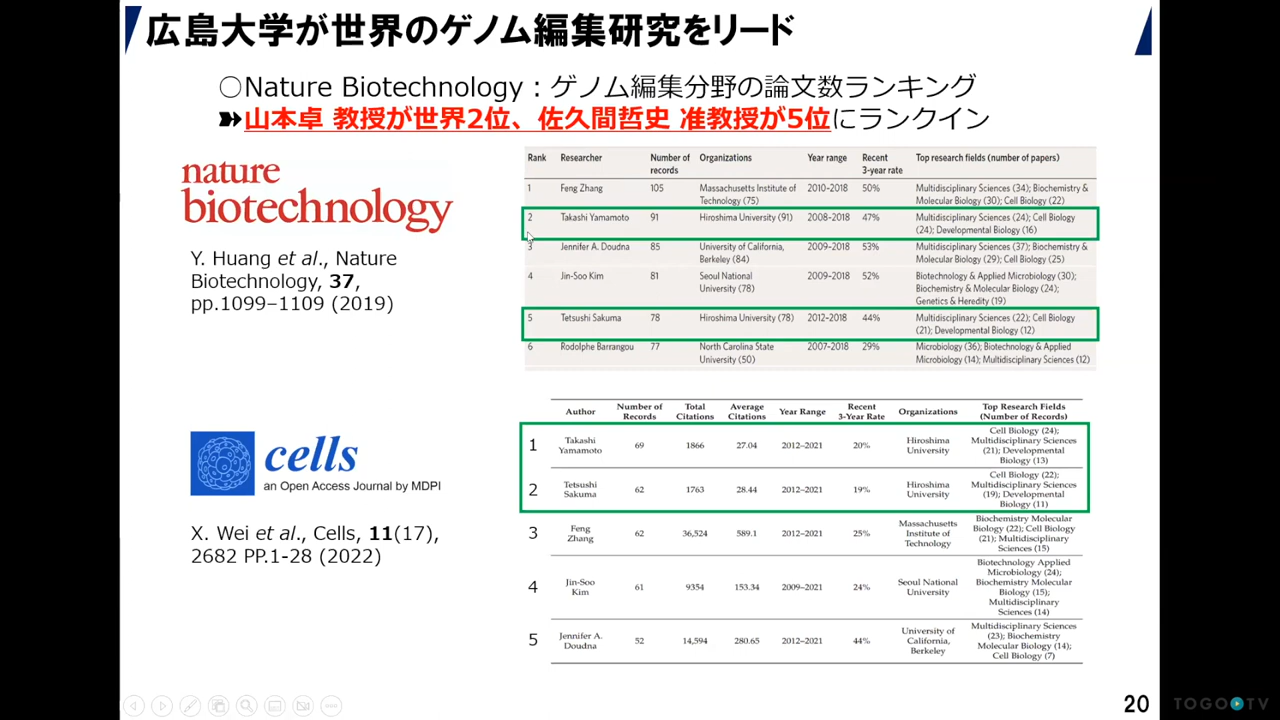 広島大学が世界のゲノム編集研究をリード
○Nature Biotechnology：ゲノム編集分野の論文数ランキング
山本卓 教授が世界2位、佐久間哲史 准教授が5位にランクイン
nature
biotechnology
Y. Huang et al., Nature
Biotechnology, 37,
pp.1099–1109 (2019)
Rank Researcher Number of records Organizations Year range Recent 3-year rate Top research fields (number of papers)
1 Feng Zhang 105 Massachusetts Institute of Technology (75) 2010–2018 50% Multidisciplinary Sciences (34); Biochemistry & Molecular Biology (30); Cell Biology (22)
2 Takashi Yamamoto 91 Hiroshima University (91) 2008–2018 47% Multidisciplinary Sciences (24); Cell Biology (24); Developmental Biology (16)
3 Jennifer A. Doudna 85 University of California, Berkeley (84) 2009–2018 53% Multidisciplinary Sciences (37); Biochemistry & Molecular Biology (29); Cell Biology (25)
4 Jin-Soo Kim 81 Seoul National University (78) 2009–2018 52% Biotechnology & Applied Microbiology (30); Biochemistry & Molecular Biology (24); Genetics & Heredity (19)
5 Tetsushi Sakuma 78 Hiroshima University (78) 2012–2018 44% Multidisciplinary Sciences (22); Cell Biology (21); Developmental Biology (12)
6 Rodolphe Barrangou 77 North Carolina State University (50) 2007–2018 29% Microbiology (36); Biotechnology & Applied Microbiology (14); Multidisciplinary Sciences (12)
cells
an Open Access Journal by MDPI
X. Wei et al., Cells, 11(17),
2682 PP.1-28 (2022)
Author Number of Records Total Citations Average Citations Year Range Recent 3-Year Rate Organizations Top Research Fields (Number of Records)
1 Takashi Yamamoto 69 1866 27.04 2012–2021 20% Hiroshima University Cell Biology (24); Multidisciplinary Sciences (21); Developmental Biology (13)
2 Tetsushi Sakuma 62 1763 28.44 2012–2021 19% Hiroshima University Cell Biology (22); Multidisciplinary Sciences (19); Developmental Biology (11)
3 Feng Zhang 62 36,524 589.1 2012–2021 25% Massachusetts Institute of Technology Biochemistry Molecular Biology (22); Cell Biology (21); Multidisciplinary Sciences (15)
4 Jin-Soo Kim 61 9354 153.34 2009–2021 24% Seoul National University Biotechnology Applied Microbiology (24); Biochemistry Molecular Biology (15); Multidisciplinary Sciences (14)
5 Jennifer A. Doudna 52 14,594 280.65 2012–2021 44% University of California, Berkeley Multidisciplinary Sciences (23); Biochemistry Molecular Biology (14); Cell Biology (7)
20
TOGO TV